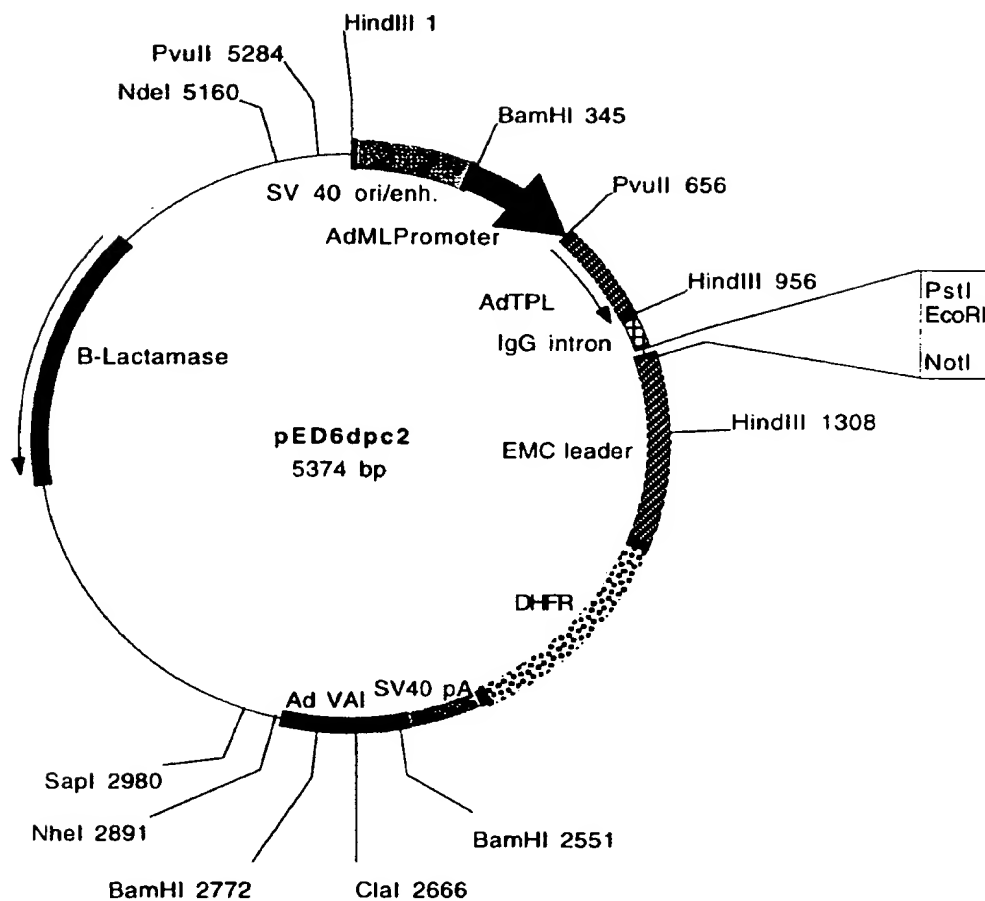 HindIII 1
PvuII 5284
NdeI 5160
BamHI 345
SV 40 ori/enh.
PvuII 656
AdMLPromoter
HindIII 956
AdTPL
PstI
EcoRI
IgG intron
NotI
B-Lactamase
HindIII 1308
pED6dpc2
EMC leader
5374 bp
DHFR
SV40 pA
Ad VAI
SapI 2980
NheI 2891
BamHI 2551
BamHI 2772
ClaI 2666